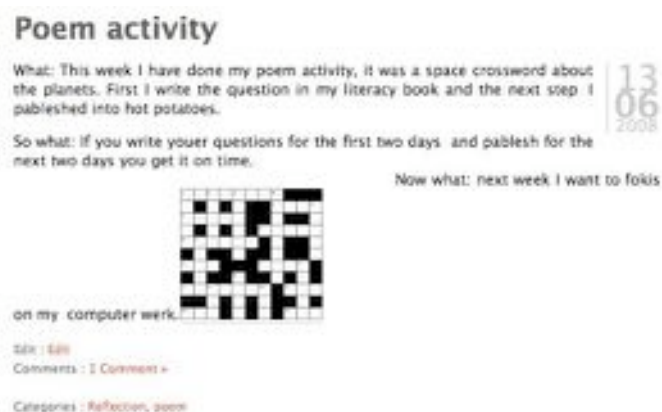 Poem activity
What: This week I have done my poem activity, it was a space crossword about
the planets. First I write the question in my literacy book and the next step I
pableshed into hot potatoes.
13
06
2008
So what: If you write youer questions for the first two days and pablesh for the
next two days you get it on time.
Now what: next week I want to fokis
on my computer werk.
Edit : Edit
Comments : 1 Comment »
Categories : Reflection, poem